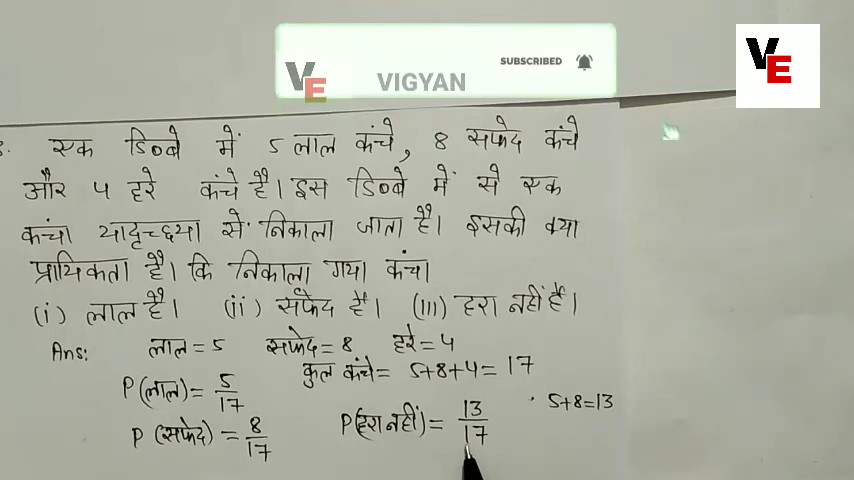 SUBSCRIBED
VE VIGYAN
VE
एक डिब्बे में 5 लाल कंचे, 8 सफेद कंचे
और 4 हरे कंचे है। इस डिब्बे में से एक
कंचा यादृच्छया से निकाला जाता है। इसकी क्या
प्रायिकता है। कि निकाला गया कंचा
(i) लाल है। (ii) सफेद है। (iii) हरा नहीं है।
Ans: लाल = 5 सफेद = 8 हरे = 4
कुल कंचे = 5+8+4 = 17
P(लाल) = 5/17
5+8=13
P(सफेद) = 8/17 P(हरा नहीं) = 13/17